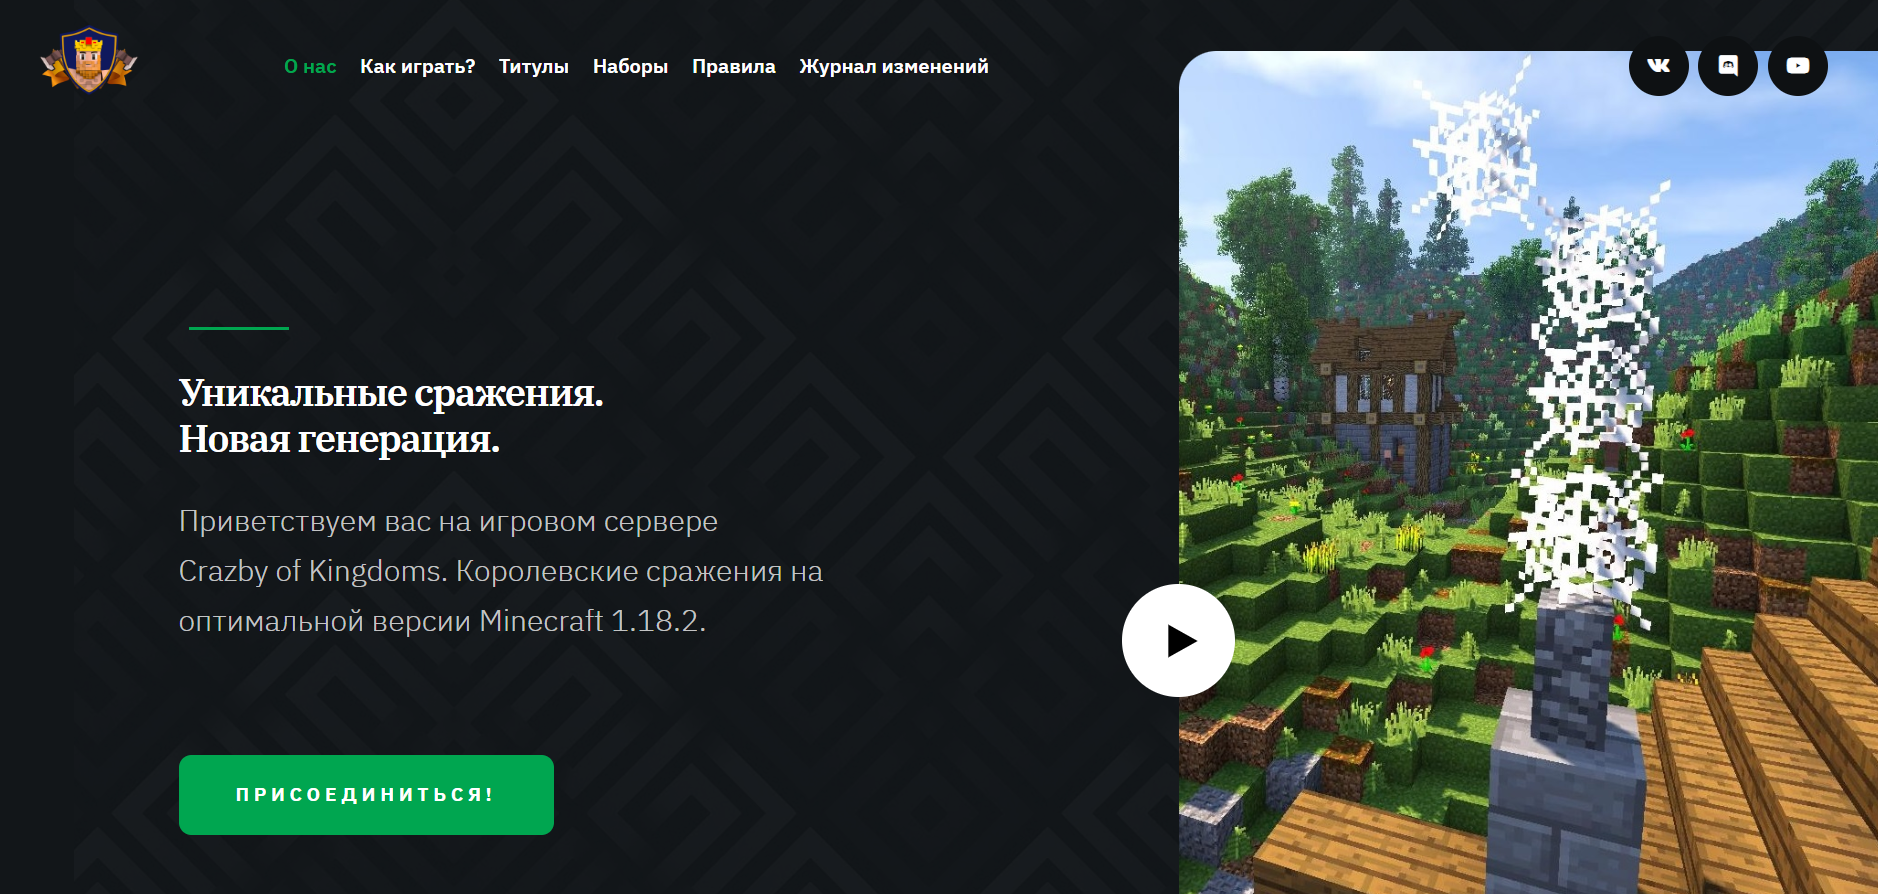 О нас Как играть? Титулы Наборы Правила Журнал изменений
Уникальные сражения.
Новая генерация.
Приветствуем вас на игровом сервере
Crazby of Kingdoms. Королевские сражения на
оптимальной версии Minecraft 1.18.2.
ПРИСОЕДИНИТЬСЯ!